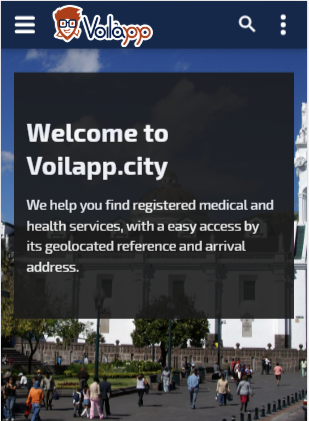 Voilàpp
Welcome to
Voilapp.city
We help you find registered medical and
health services, with a easy access by
its geolocated reference and arrival
address.